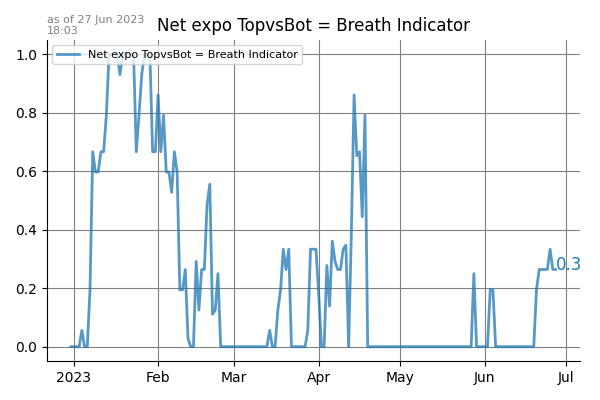 as of 27 Jun 2023
18:03
Net expo TopvsBot = Breath Indicator
Net expo TopvsBot = Breath Indicator
1.0
0.8
0.6
0.4
0.2
0.0
0.3
2023 Feb Mar Apr May Jun Jul